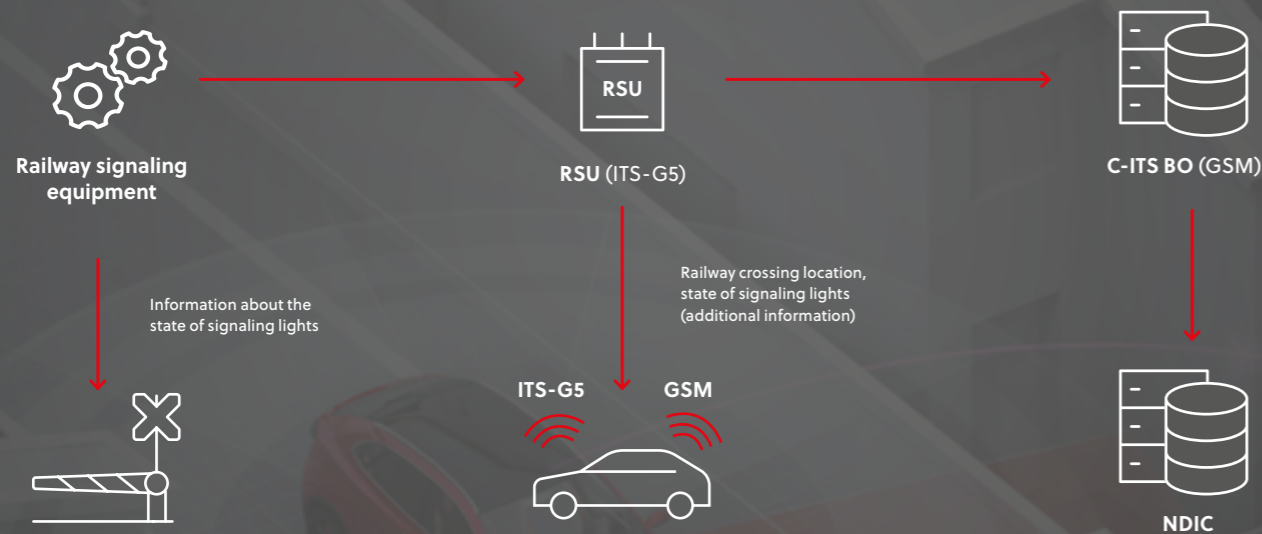 RSU
Railway signaling
equipment
RSU (ITS-G5)
C-ITS BO (GSM)
Information about the
state of signaling lights
Railway crossing location,
state of signaling lights
(additional information)
ITS-G5
GSM
NDIC